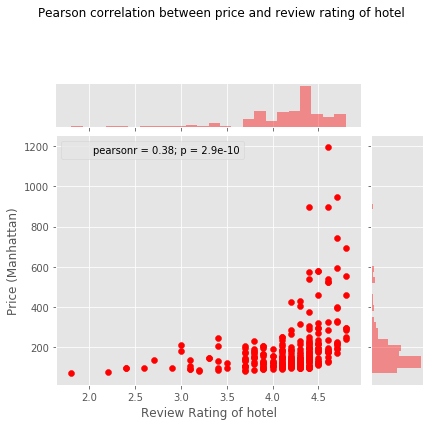 Pearson correlation between price and review rating of hotel
pearsonr = 0.38; p = 2.9e-10
1200
1000
800
600
400
200
Price (Manhattan)
2.0 2.5 3.0 3.5 4.0 4.5
Review Rating of hotel